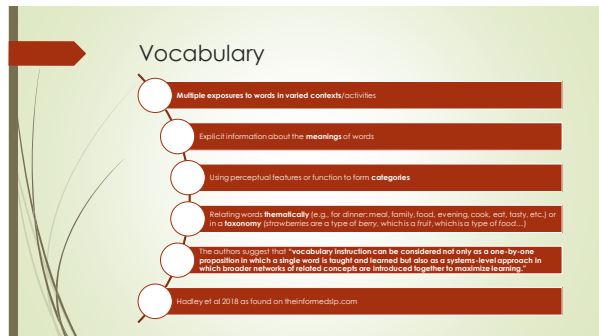 Vocabulary
Multiple exposures to words in varied contexts/activities
Explicit information about the meanings of words
Using perceptual features or function to form categories
Relating words thematically (e.g., for dinner: meal, family, food, evening, cook, eat, tasty, etc.) or
in a taxonomy (strawberries are a type of berry, which is a fruit, which is a type of food…)
The authors suggest that "vocabulary instruction can be considered not only as a one-by-one
proposition in which a single word is taught and learned but also as a systems-level approach in
which broader networks of related concepts are introduced together to maximize learning."
Hadley et al 2018 as found on theinformedslp.com